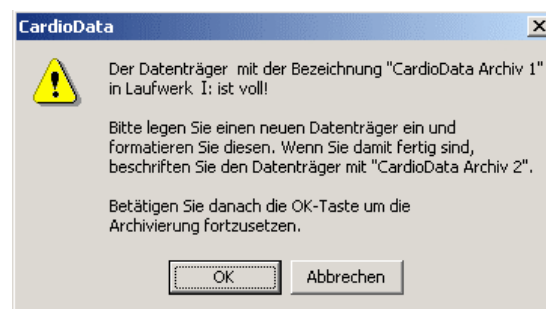 CardioData
Der Datenträger mit der Bezeichnung "CardioData Archiv 1"
in Laufwerk I: ist voll!
Bitte legen Sie einen neuen Datenträger ein und
formatieren Sie diesen. Wenn Sie damit fertig sind,
beschriften Sie den Datenträger mit "CardioData Archiv 2".
Betätigen Sie danach die OK-Taste um die
Archivierung fortzusetzen.
OK Abbrechen